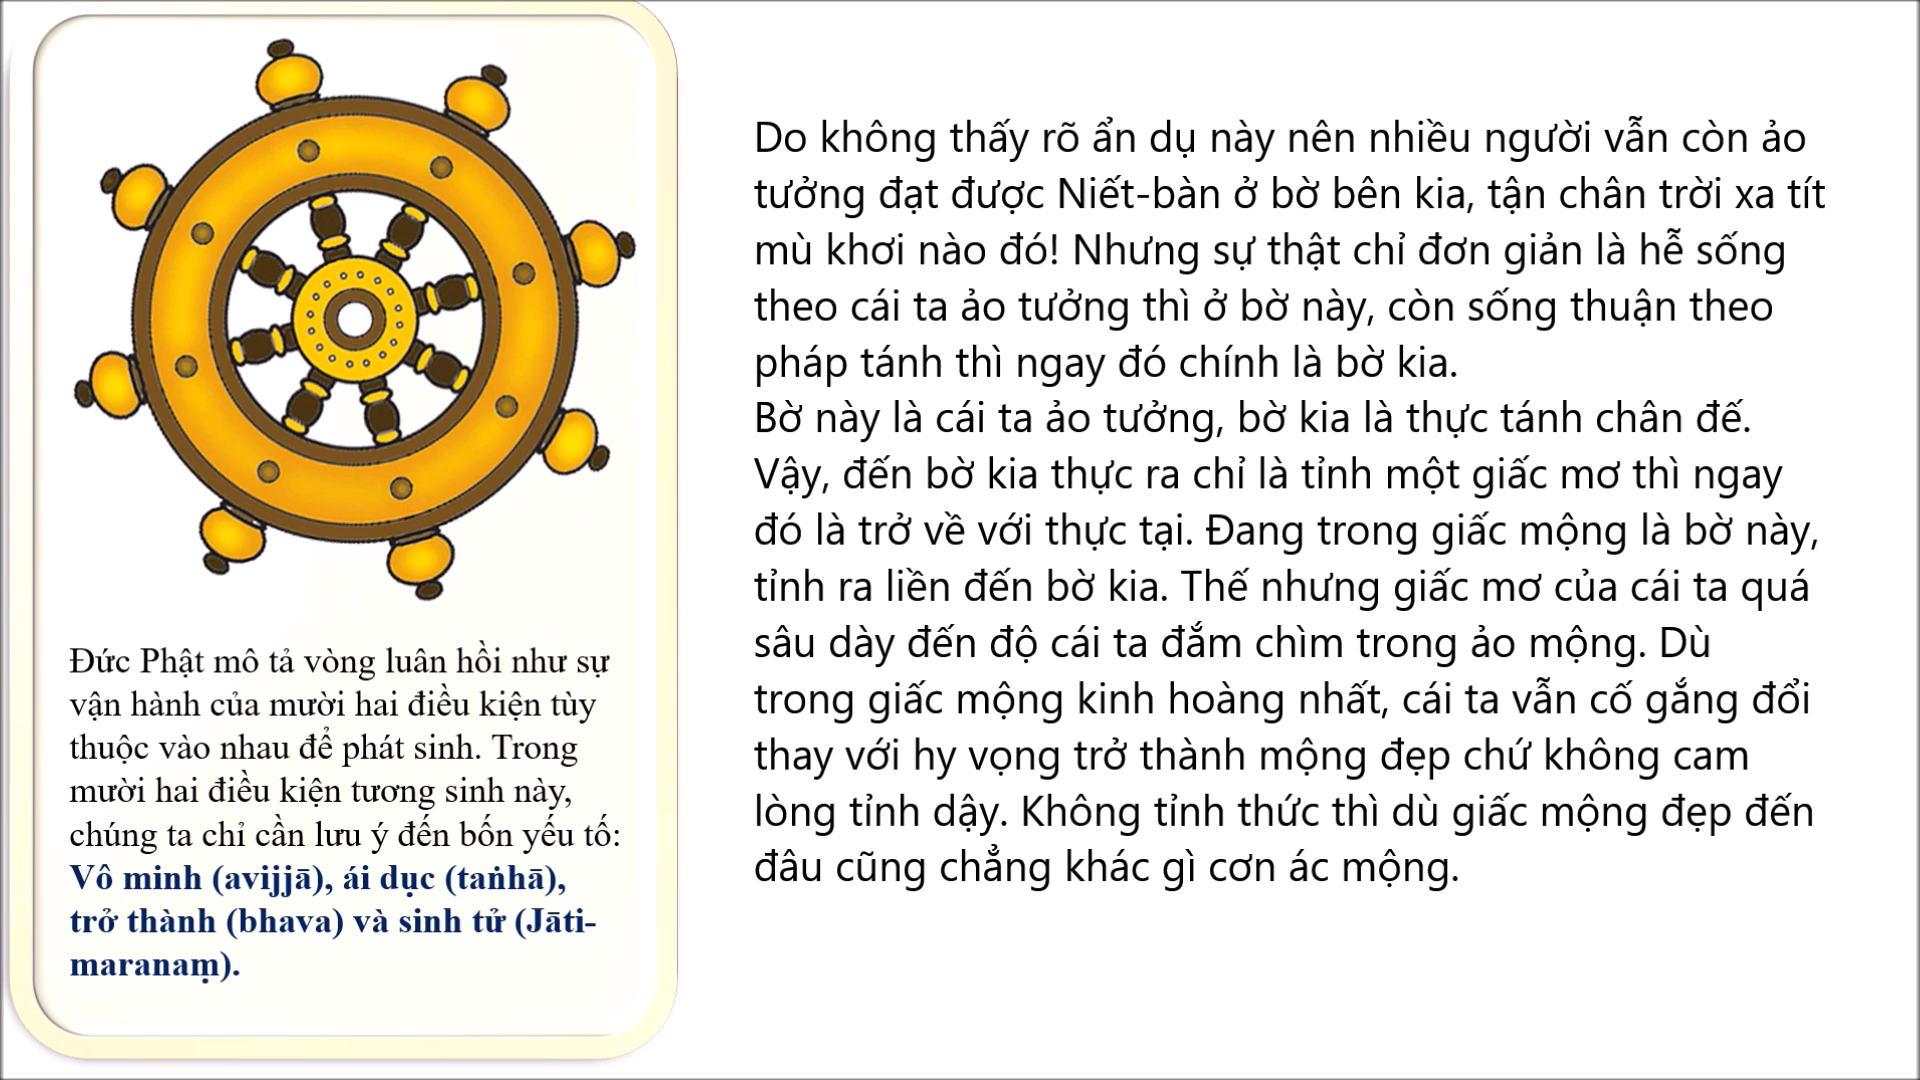 Đức Phật mô tả vòng luân hồi như sự
vận hành của mười hai điều kiện tùy
thuộc vào nhau để phát sinh. Trong
mười hai điều kiện tương sinh này,
chúng ta chỉ cần lưu ý đến bốn yếu tố:
Vô minh (avijjā), ái dục (taṅhā),
trở thành (bhava) và sinh tử (Jāti-
maranaṃ).
Do không thấy rõ ẩn dụ này nên nhiều người vẫn còn ảo
tưởng đạt được Niết-bàn ở bờ bên kia, tận chân trời xa tít
mù khơi nào đó! Nhưng sự thật chỉ đơn giản là hễ sống
theo cái ta ảo tưởng thì ở bờ này, còn sống thuận theo
pháp tánh thì ngay đó chính là bờ kia.
Bờ này là cái ta ảo tưởng, bờ kia là thực tánh chân đế.
Vậy, đến bờ kia thực ra chỉ là tỉnh một giấc mơ thì ngay
đó là trở về với thực tại. Đang trong giấc mộng là bờ này,
tỉnh ra liền đến bờ kia. Thế nhưng giấc mơ của cái ta quá
sâu dày đến độ cái ta đắm chìm trong ảo mộng. Dù
trong giấc mộng kinh hoàng nhất, cái ta vẫn cố gắng đổi
thay với hy vọng trở thành mộng đẹp chứ không cam
lòng tỉnh dậy. Không tỉnh thức thì dù giấc mộng đẹp đến
đâu cũng chẳng khác gì cơn ác mộng.